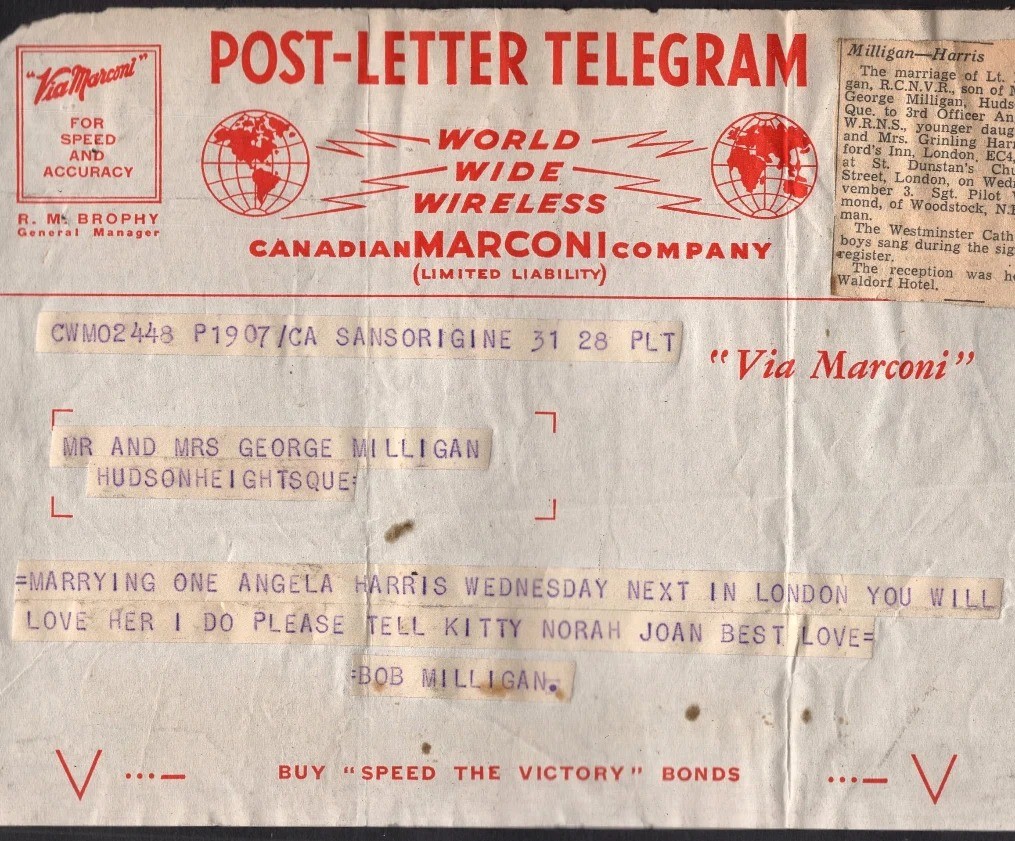 POST-LETTER TELEGRAM
"Via Marconi"
FOR
SPEED
AND
ACCURACY
R. M. BROPHY
General Manager
WORLD
WIDE
WIRELESS
CANADIAN MARCONI COMPANY
(LIMITED LIABILITY)
Milligan—Harris
The marriage of Lt.
gan, R.C.N.V.R., son of
George Milligan, Huds
Que. to 3rd Officer An
W.R.N.S., younger daug
and Mrs. Grinling Harr
ford's Inn, London, EC4,
at St. Dunstan's Chu
Street, London, on Wed
vember 3. Sgt. Pilot
mond, of Woodstock, N.
man.
The Westminster Cath
boys sang during the sig
register.
The reception was he
Waldorf Hotel.
CWM02448 P1907/CA SANSORIGINE 31 28 PLT
"Via Marconi"
MR AND MRS GEORGE MILLIGAN
HUDSONHEIGHTSQUE=
=MARRYING ONE ANGELA HARRIS WEDNESDAY NEXT IN LONDON YOU WILL
LOVE HER I DO PLEASE TELL KITTY NORAH JOAN BEST LOVE=
=BOB MILLIGAN.
V ...— BUY "SPEED THE VICTORY" BONDS ...— V